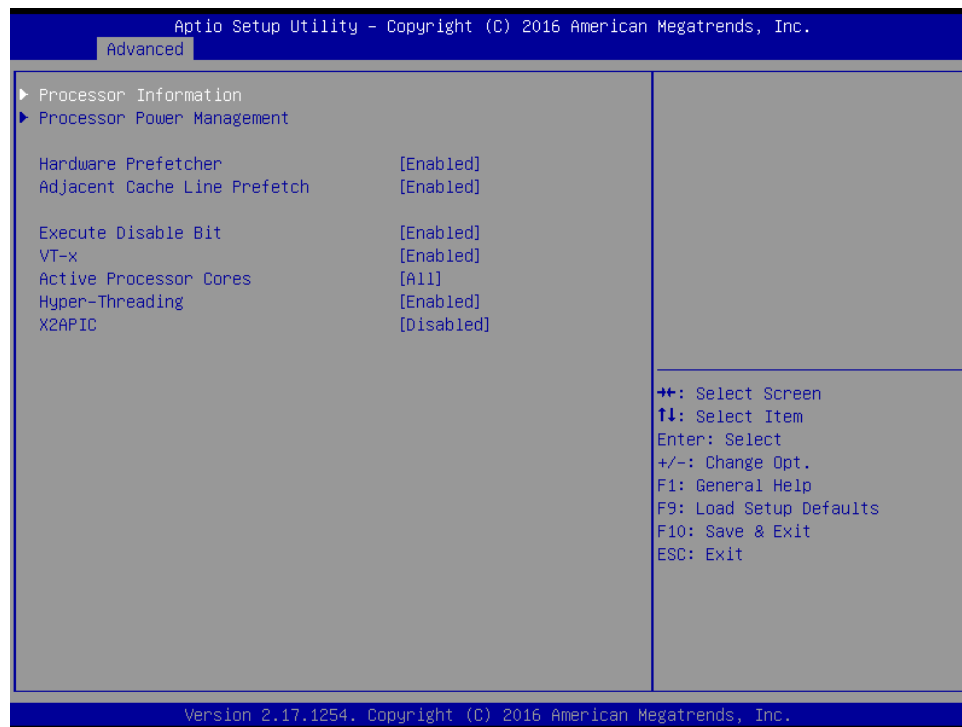 Aptio Setup Utility – Copyright (C) 2016 American Megatrends, Inc.
Advanced
Processor Information
Processor Power Management
Hardware Prefetcher [Enabled]
Adjacent Cache Line Prefetch [Enabled]
Execute Disable Bit [Enabled]
VT-x [Enabled]
Active Processor Cores [All]
Hyper-Threading [Enabled]
X2APIC [Disabled]
→←: Select Screen
↑↓: Select Item
Enter: Select
+/-: Change Opt.
F1: General Help
F9: Load Setup Defaults
F10: Save & Exit
ESC: Exit
Version 2.17.1254. Copyright (C) 2016 American Megatrends, Inc.